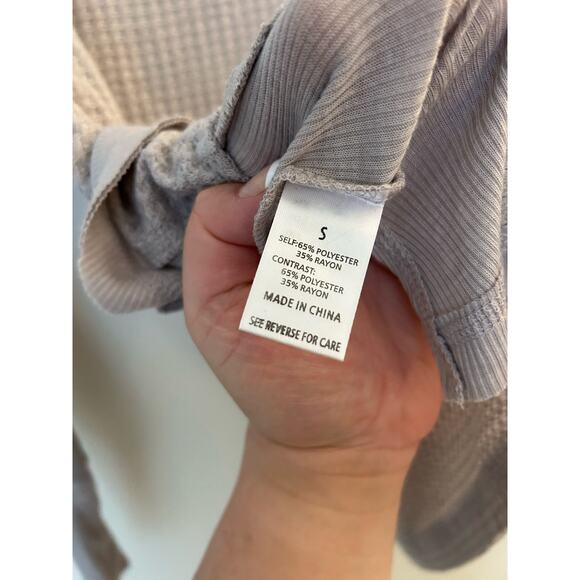 S
SELF:65% POLYESTER
35% RAYON
CONTRAST:
65% POLYESTER
35% RAYON
MADE IN CHINA
SEE REVERSE FOR CARE